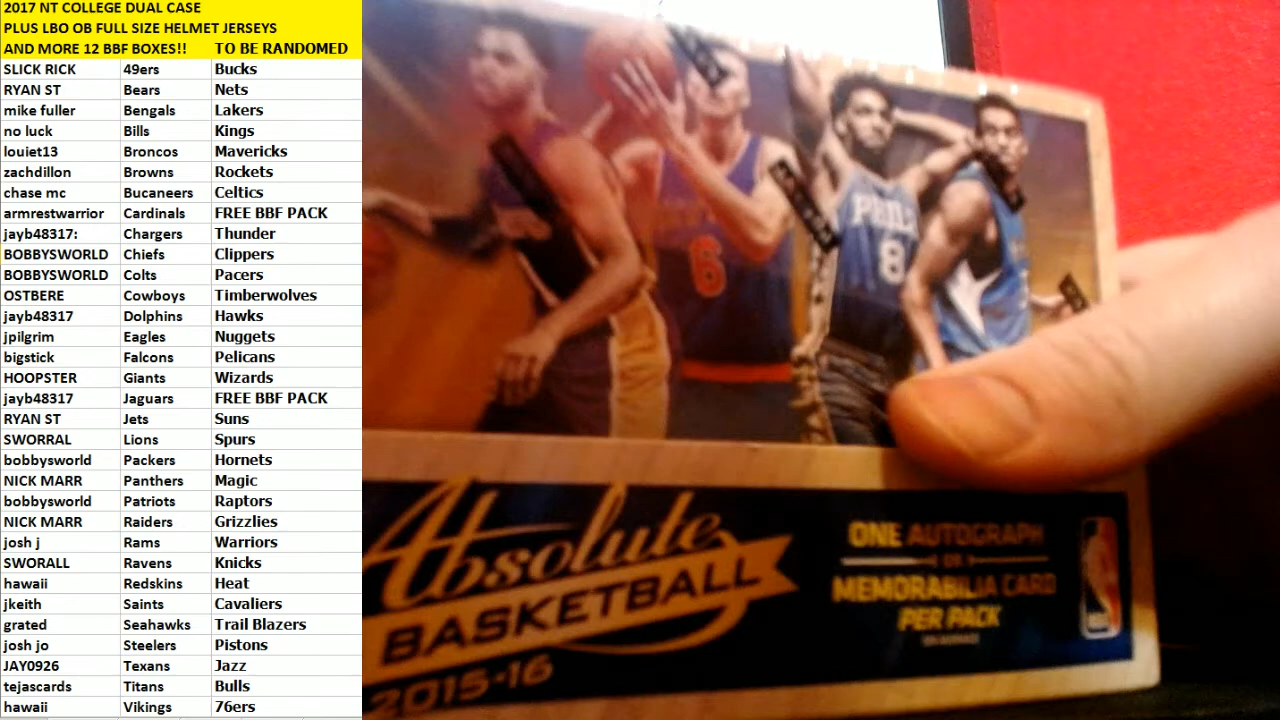 2017 NT COLLEGE DUAL CASE
PLUS LBO OB FULL SIZE HELMET JERSEYS
AND MORE 12 BBF BOXES!! TO BE RANDOMED
SLICK RICK 49ers Bucks
RYAN ST Bears Nets
mike fuller Bengals Lakers
no luck Bills Kings
louiet13 Broncos Mavericks
zachdillon Browns Rockets
chase mc Bucaneers Celtics
armrestwarrior Cardinals FREE BBF PACK
jayb48317: Chargers Thunder
BOBBYSWORLD Chiefs Clippers
BOBBYSWORLD Colts Pacers
OSTBERE Cowboys Timberwolves
jayb48317 Dolphins Hawks
jpilgrim Eagles Nuggets
bigstick Falcons Pelicans
HOOPSTER Giants Wizards
jayb48317 Jaguars FREE BBF PACK
RYAN ST Jets Suns
SWORRAL Lions Spurs
bobbysworld Packers Hornets
NICK MARR Panthers Magic
bobbysworld Patriots Raptors
NICK MARR Raiders Grizzlies
josh j Rams Warriors
SWORALL Ravens Knicks
hawaii Redskins Heat
jkeith Saints Cavaliers
grated Seahawks Trail Blazers
josh jo Steelers Pistons
JAY0926 Texans Jazz
tejascards Titans Bulls
hawaii Vikings 76ers
6
PHILA
8
Absolute
BASKETBALL
2015-16
ONE AUTOGRAPH
OR
MEMORABILIA CARD
PER PACK
ON AVERAGE